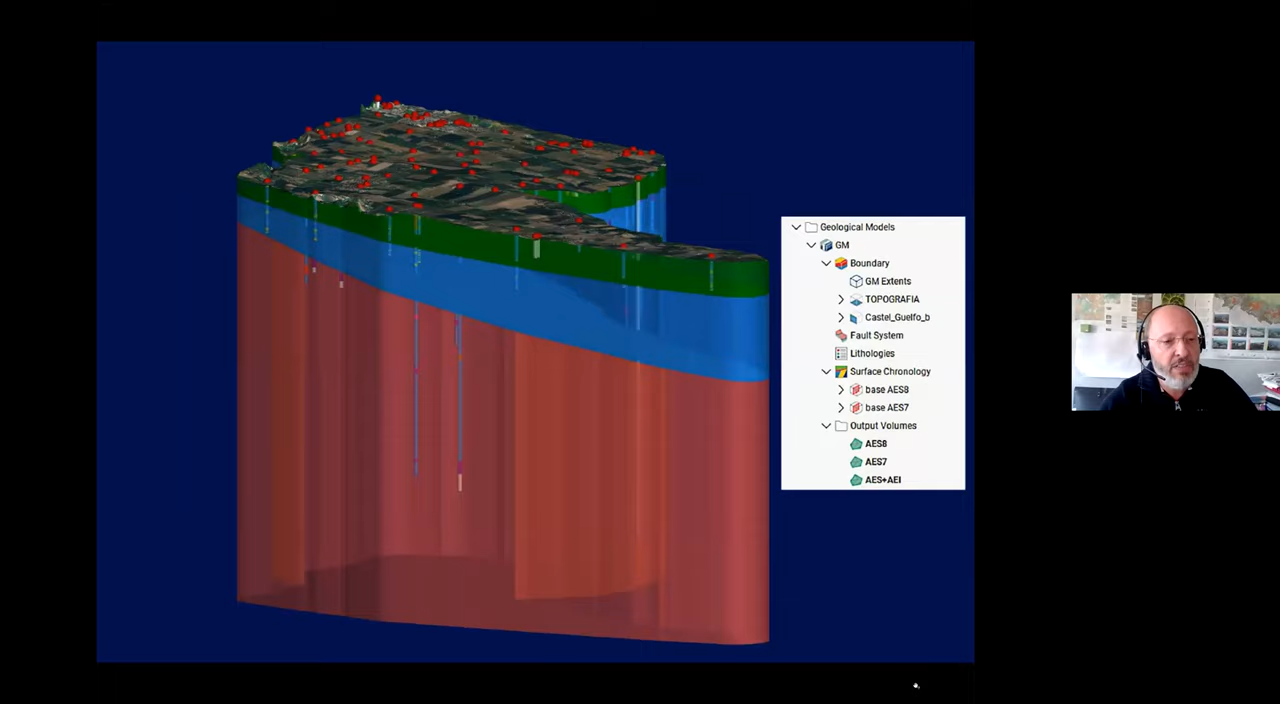 Geological Models
GM
Boundary
GM Extents
TOPOGRAFIA
Castel_Guelfo_b
Fault System
Lithologies
Surface Chronology
base AES8
base AES7
Output Volumes
AES8
AES7
AES+AEI